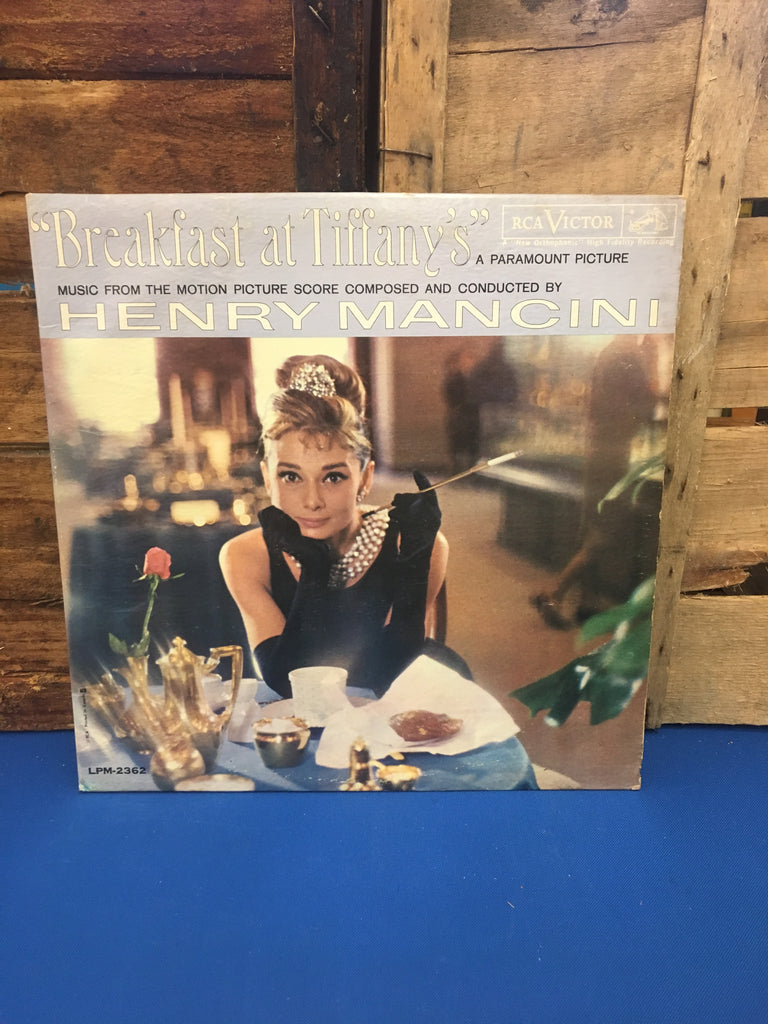 "Breakfast at Tiffany's"
RCA VICTOR
A "New Orthophonic" High Fidelity Recording
A PARAMOUNT PICTURE
MUSIC FROM THE MOTION PICTURE SCORE COMPOSED AND CONDUCTED BY
HENRY MANCINI
LPM-2362